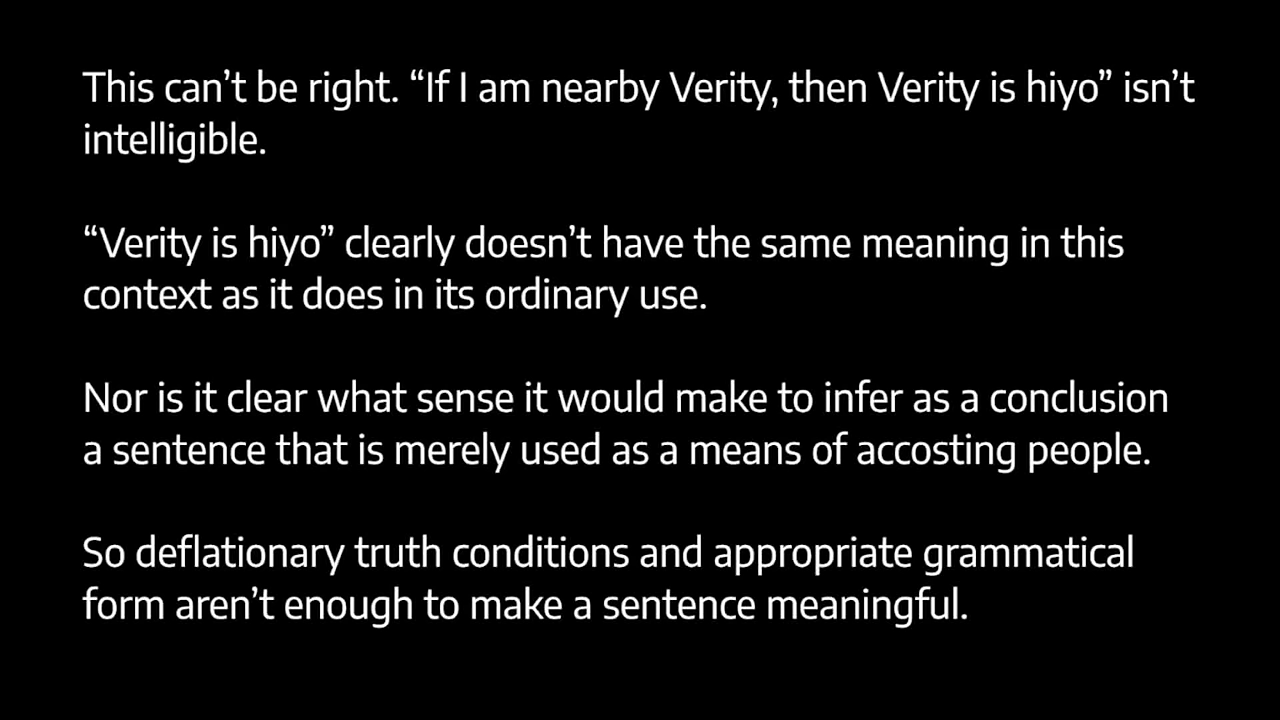 This can’t be right. “If I am nearby Verity, then Verity is hiyo” isn’t
intelligible.
“Verity is hiyo” clearly doesn’t have the same meaning in this
context as it does in its ordinary use.
Nor is it clear what sense it would make to infer as a conclusion
a sentence that is merely used as a means of accosting people.
So deflationary truth conditions and appropriate grammatical
form aren’t enough to make a sentence meaningful.